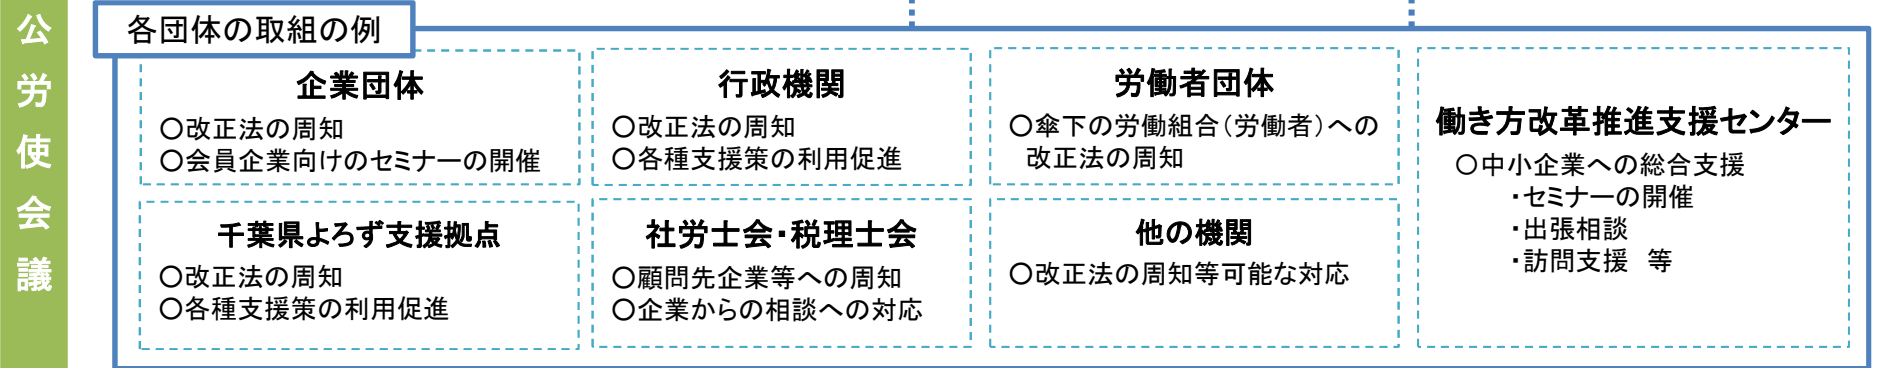 公労使会議
各団体の取組の例
企業団体
○改正法の周知
○会員企業向けのセミナーの開催
行政機関
○改正法の周知
○各種支援策の利用促進
労働者団体
○傘下の労働組合（労働者）への
改正法の周知
働き方改革推進支援センター
○中小企業への総合支援
・セミナーの開催
・出張相談
・訪問支援　等
千葉県よろず支援拠点
○改正法の周知
○各種支援策の利用促進
社労士会・税理士会
○顧問先企業等への周知
○企業からの相談への対応
他の機関
○改正法の周知等可能な対応